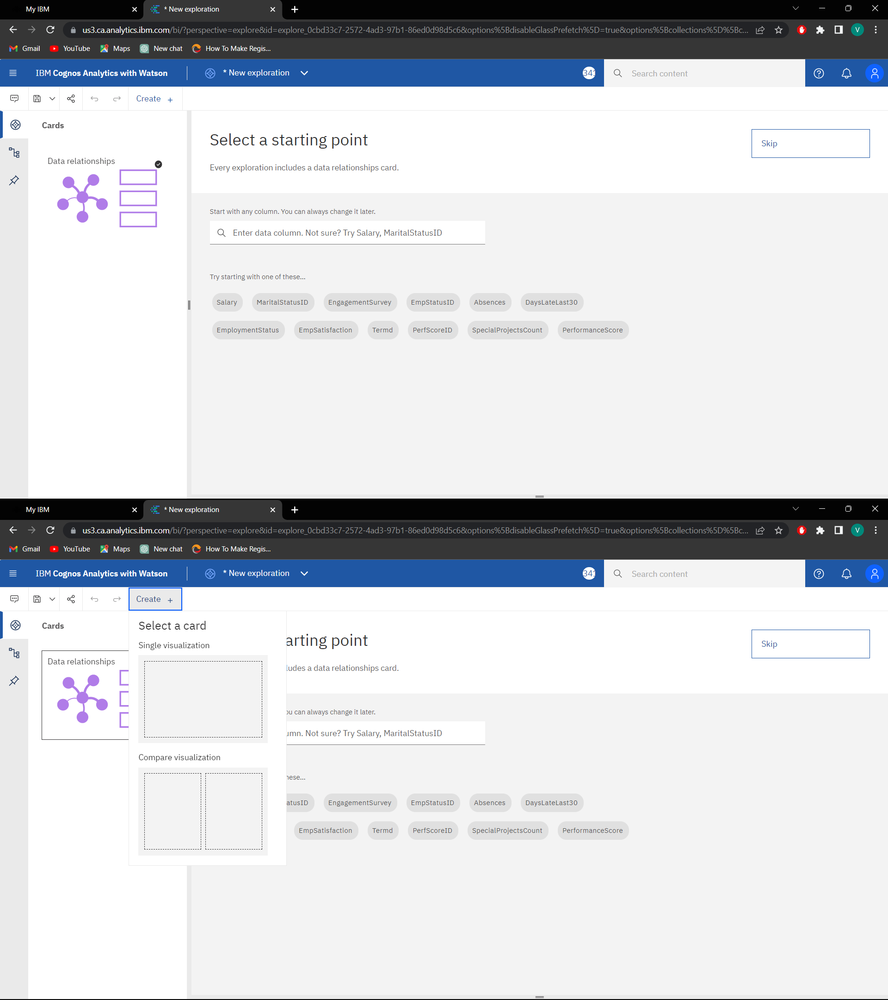 My IBM
* New exploration
us3.ca.analytics.ibm.com/bi/?perspective=explore&id=explore_0cbd33c7-2572-4ad3-97b1-86ed0d98d5c6&options%5BdisableGlassPrefetch%5D=true&options%5Bcollections%5D%5Bc...
V
Gmail
YouTube
Maps
New chat
How To Make Regis...
IBM Cognos Analytics with Watson
* New exploration
341
Search content
Create +
Cards
Data relationships
Select a starting point
Skip
Every exploration includes a data relationships card.
Start with any column. You can always change it later.
Enter data column. Not sure? Try Salary, MaritalStatusID
Try starting with one of these...
Salary MaritalStatusID EngagementSurvey EmpStatusID Absences DaysLateLast30
EmploymentStatus EmpSatisfaction Termd PerfScoreID SpecialProjectsCount PerformanceScore
My IBM
* New exploration
us3.ca.analytics.ibm.com/bi/?perspective=explore&id=explore_0cbd33c7-2572-4ad3-97b1-86ed0d98d5c6&options%5BdisableGlassPrefetch%5D=true&options%5Bcollections%5D%5Bc...
V
Gmail
YouTube
Maps
New chat
How To Make Regis...
IBM Cognos Analytics with Watson
* New exploration
341
Search content
Create +
Cards
Data relationships
Select a card
Single visualization
Compare visualization
arting point
Skip
ludes a data relationships card.
ou can always change it later.
umn. Not sure? Try Salary, MaritalStatusID
hese...
atusID EngagementSurvey EmpStatusID Absences DaysLateLast30
EmpSatisfaction Termd PerfScoreID SpecialProjectsCount PerformanceScore